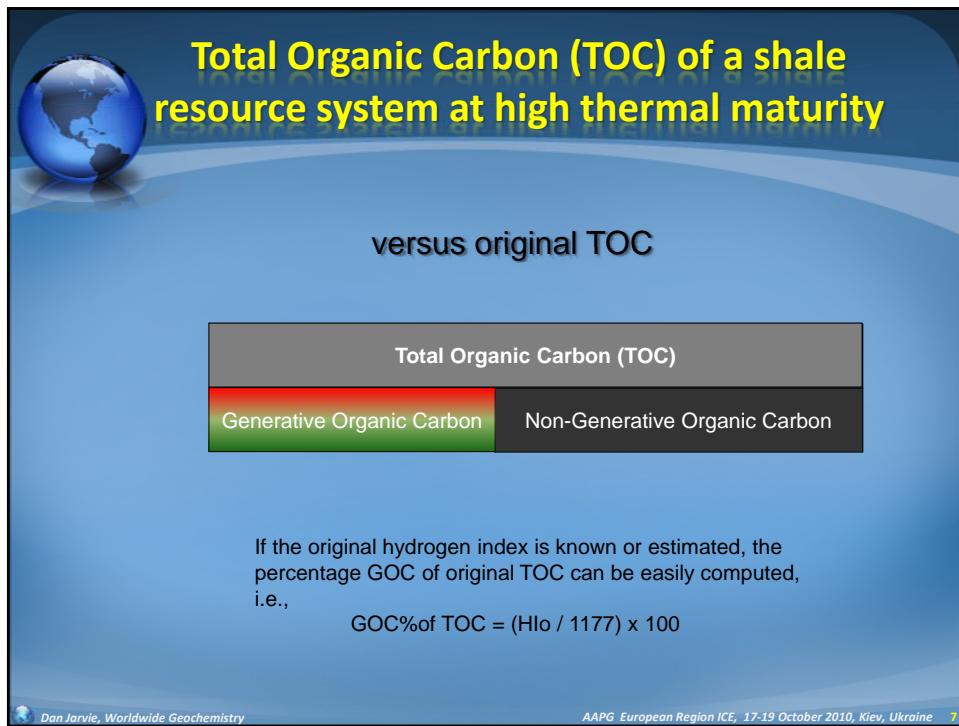 Total Organic Carbon (TOC) of a shale
resource system at high thermal maturity
versus original TOC
Total Organic Carbon (TOC)
Generative Organic Carbon
Non-Generative Organic Carbon
If the original hydrogen index is known or estimated, the
percentage GOC of original TOC can be easily computed,
i.e.,
GOC%of TOC = (HIo / 1177) x 100
Dan Jarvie, Worldwide Geochemistry
AAPG European Region ICE, 17-19 October 2010, Kiev, Ukraine 7